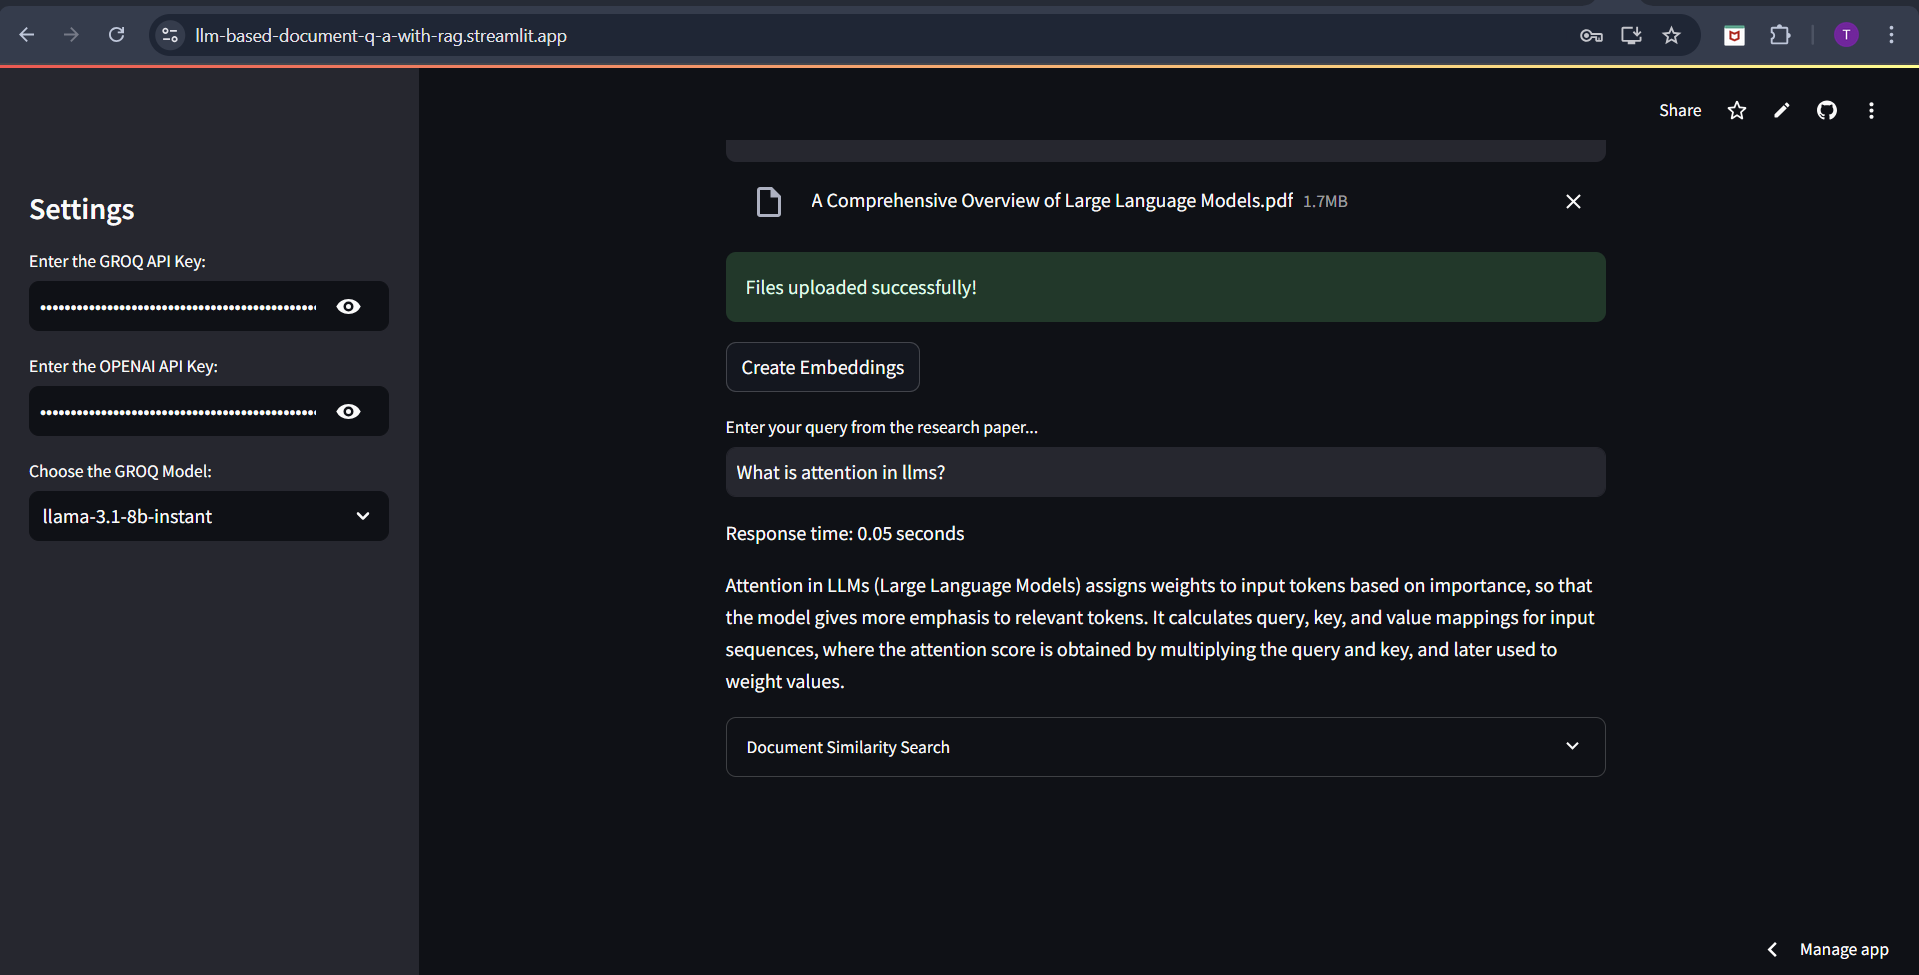 llm-based-document-q-a-with-rag.streamlit.app
T
Share
Settings
Enter the GROQ API Key:
Enter the OPENAI API Key:
Choose the GROQ Model:
llama-3.1-8b-instant
A Comprehensive Overview of Large Language Models.pdf 1.7MB
Files uploaded successfully!
Create Embeddings
Enter your query from the research paper...
What is attention in llms?
Response time: 0.05 seconds
Attention in LLMs (Large Language Models) assigns weights to input tokens based on importance, so that
the model gives more emphasis to relevant tokens. It calculates query, key, and value mappings for input
sequences, where the attention score is obtained by multiplying the query and key, and later used to
weight values.
Document Similarity Search
Manage app